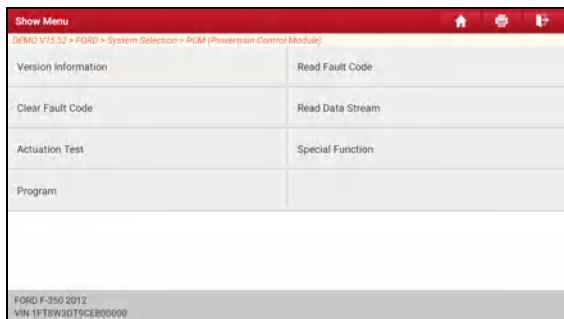 Show Menu
DEMO V15.32 > FORD > System Selection > PCM (Powertrain Control Module)
Version Information
Read Fault Code
Clear Fault Code
Read Data Stream
Actuation Test
Special Function
Program
FORD F-350 2012
VIN 1FT8W3DT9CEB00000